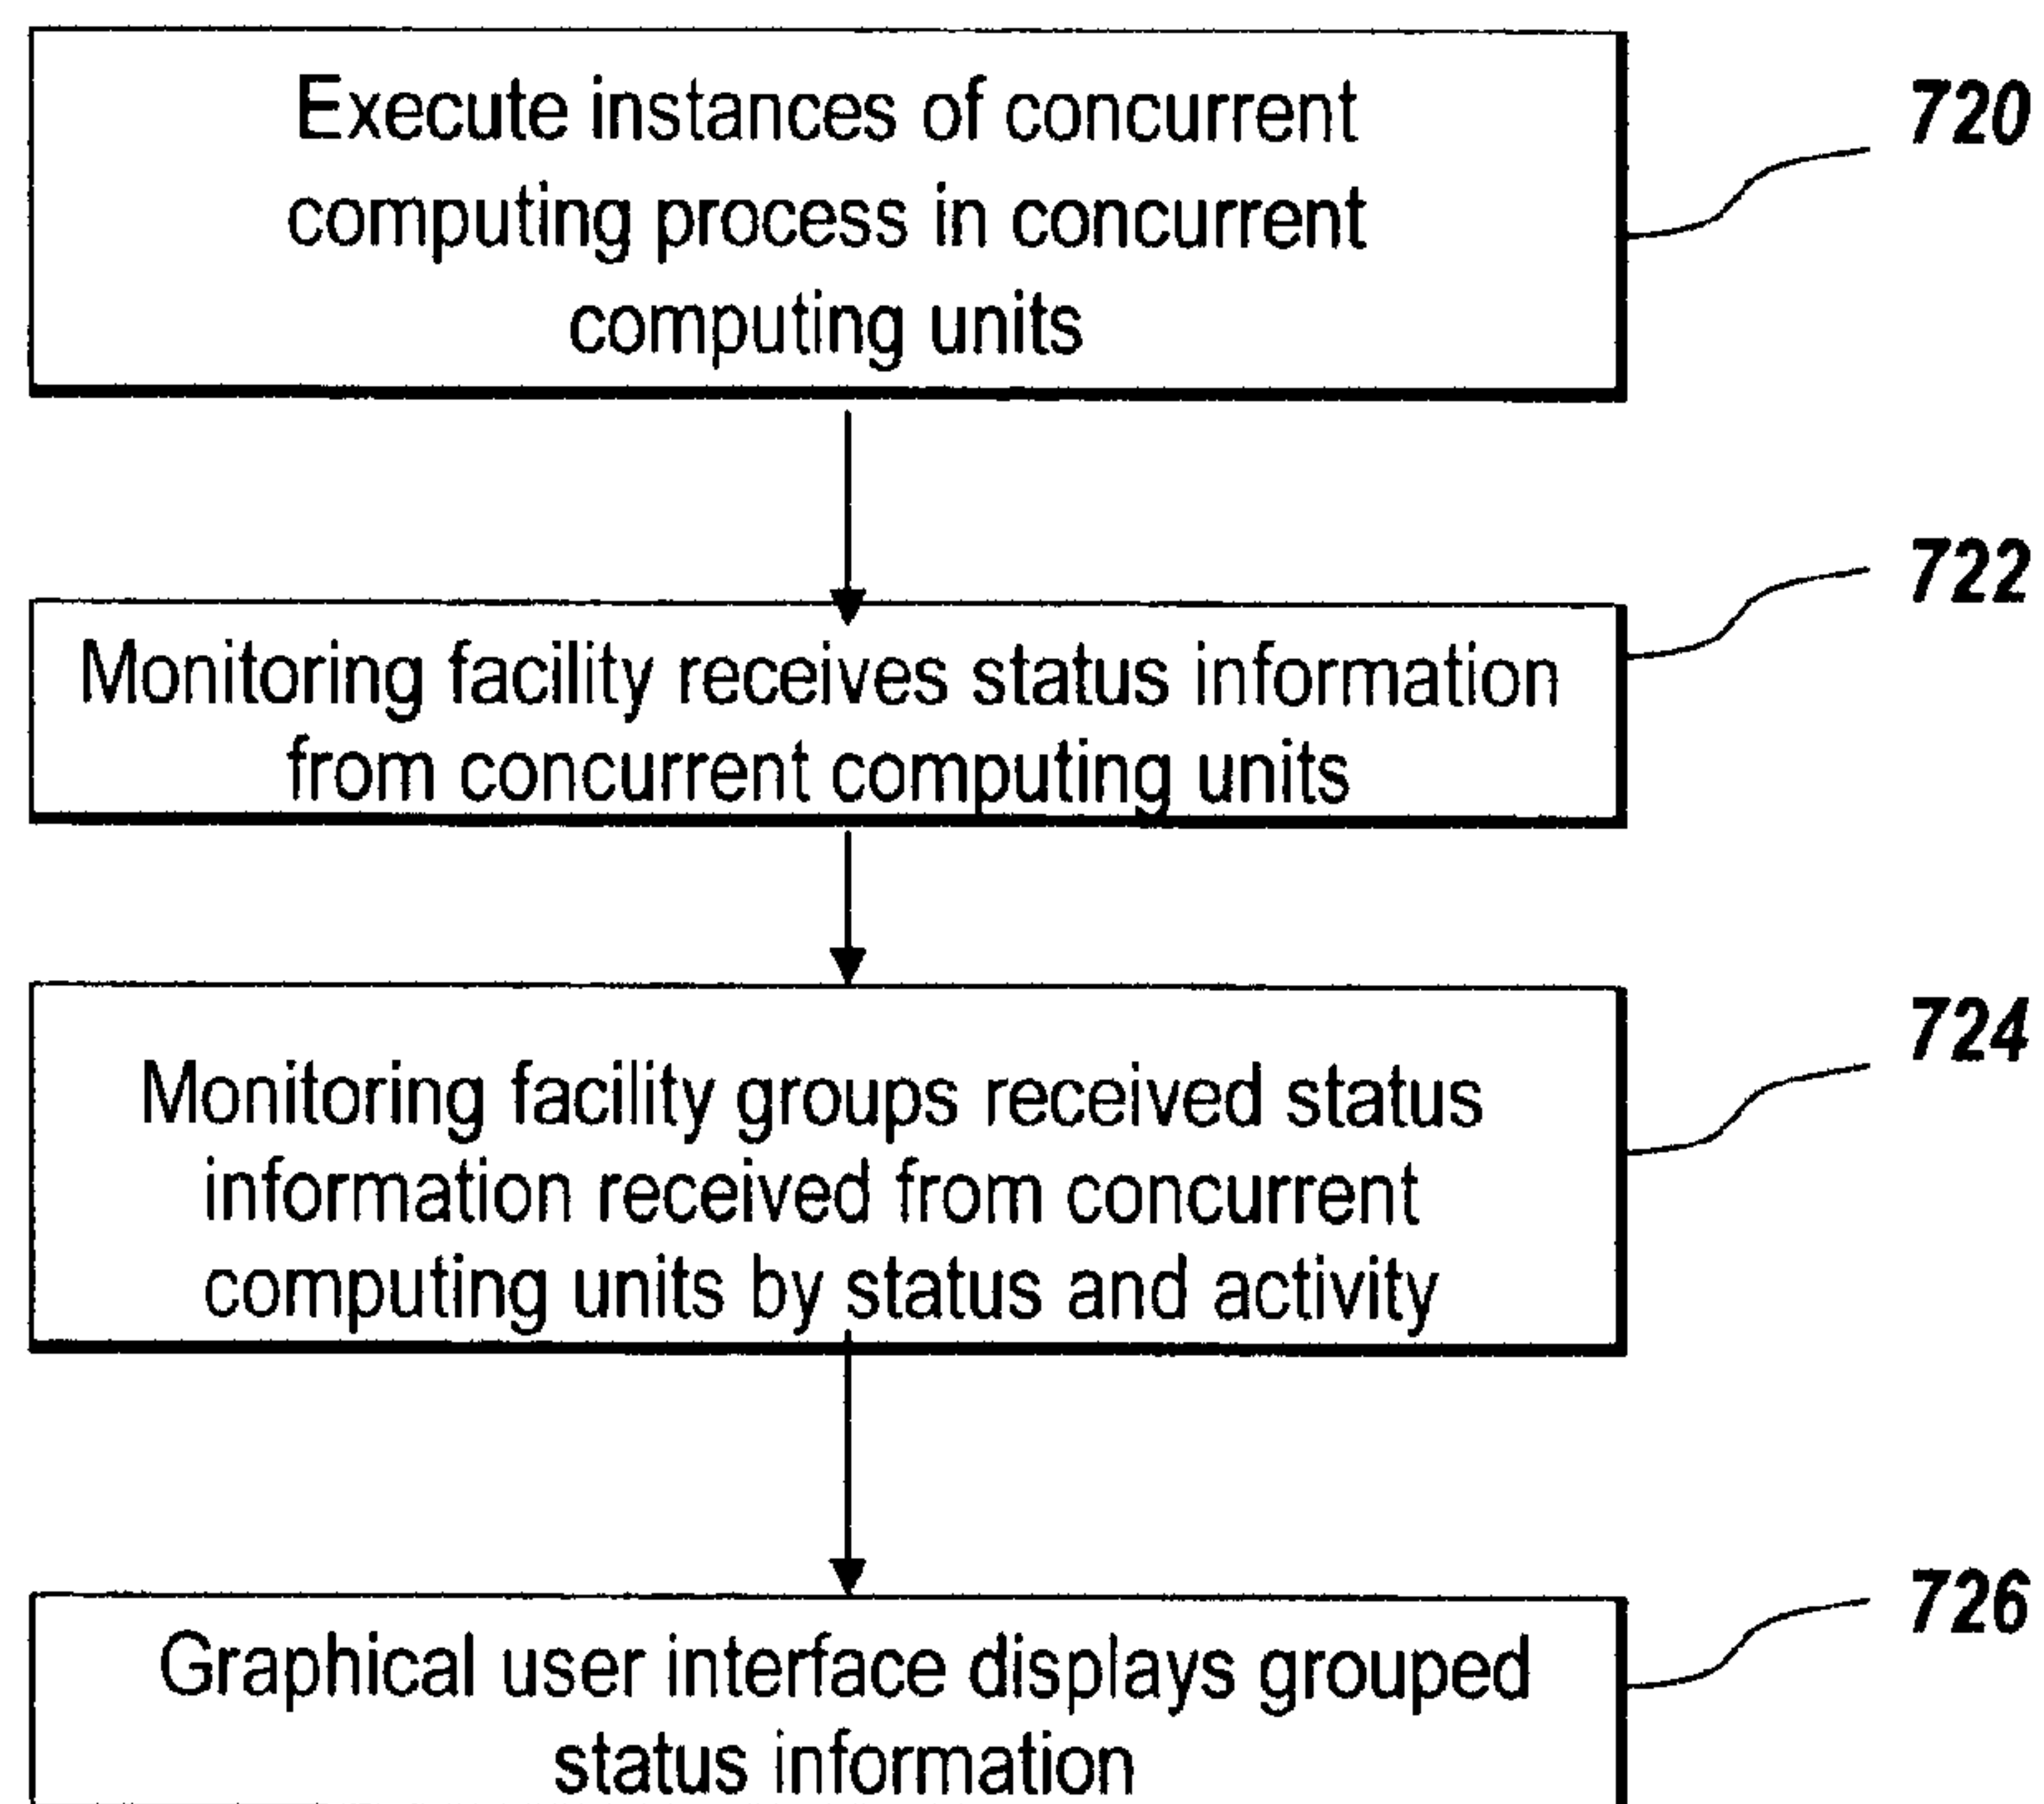 Execute instances of concurrent
computing process in concurrent
computing units
720
Monitoring facility receives status information
from concurrent computing units
722
Monitoring facility groups received status
information received from concurrent
computing units by status and activity
724
Graphical user interface displays grouped
status information
726